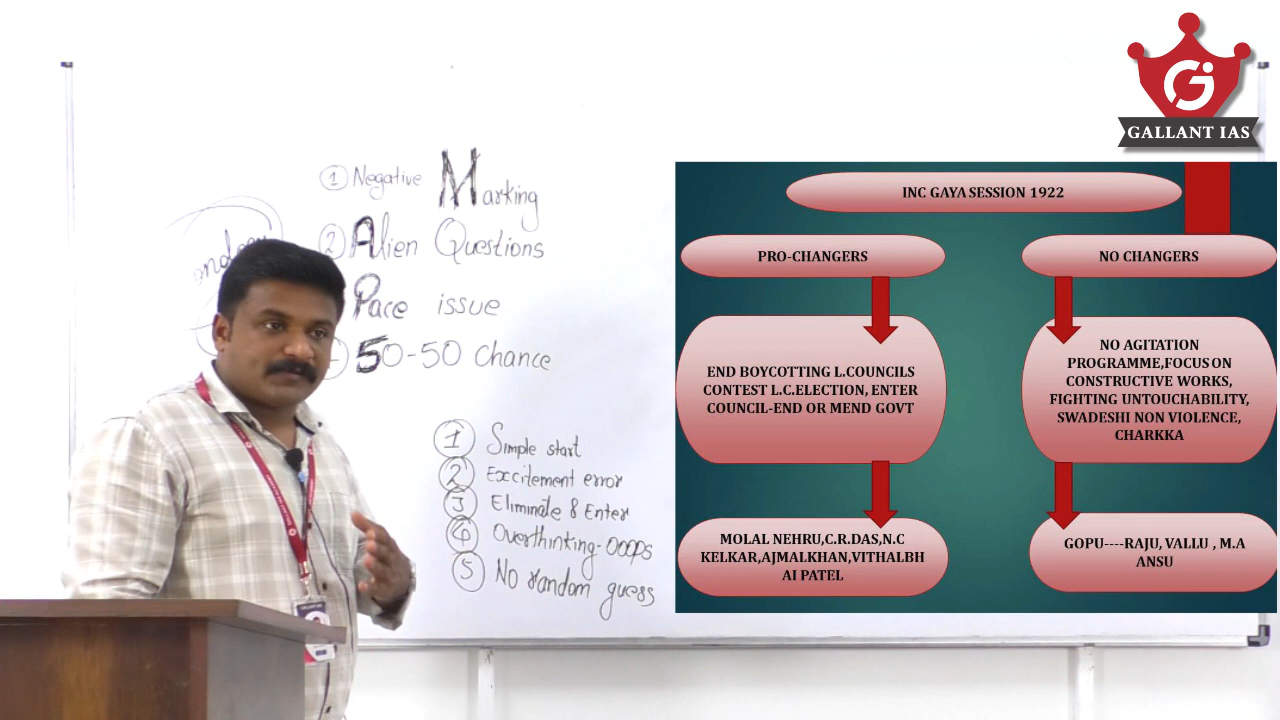 GALLANT IAS
① Negative Marking
② Alien Questions
Pace issue
50-50 Chance
① Simple start
② Exccitement error
③ Eliminate & Enter
④ Overthinking-Ooops
⑤ No random guess
INC GAYA SESSION 1922
PRO-CHANGERS
END BOYCOTTING L.COUNCILS
CONTEST L.C.ELECTION, ENTER
COUNCIL-END OR MEND GOVT
MOLAL NEHRU,C.R.DAS,N.C
KELKAR,AJMALKHAN,VITHALBH
AI PATEL
NO CHANGERS
NO AGITATION
PROGRAMME,FOCUS ON
CONSTRUCTIVE WORKS,
FIGHTING UNTOUCHABILITY,
SWADESHI NON VIOLENCE,
CHARKKA
GOPU----RAJU, VALLU , M.A
ANSU